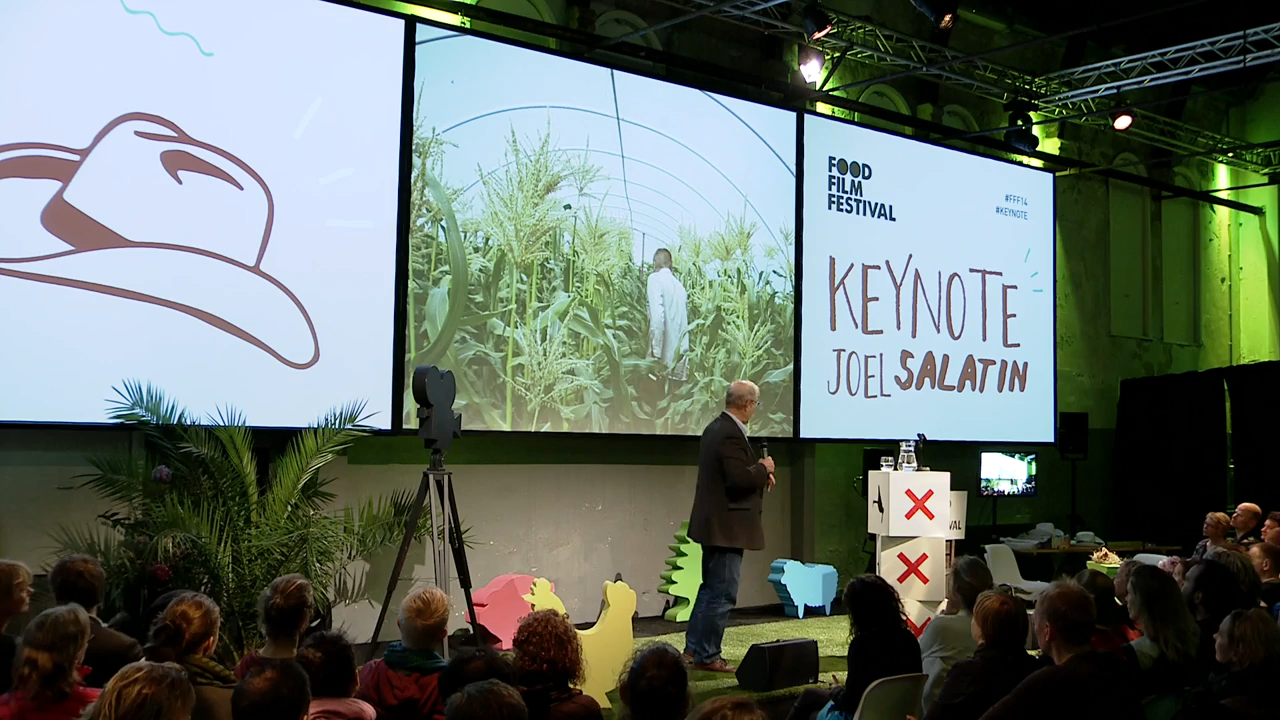 FOOD
FILM
FESTIVAL
#FFF14
#KEYNOTE
KEYNOTE
JOEL SALATIN